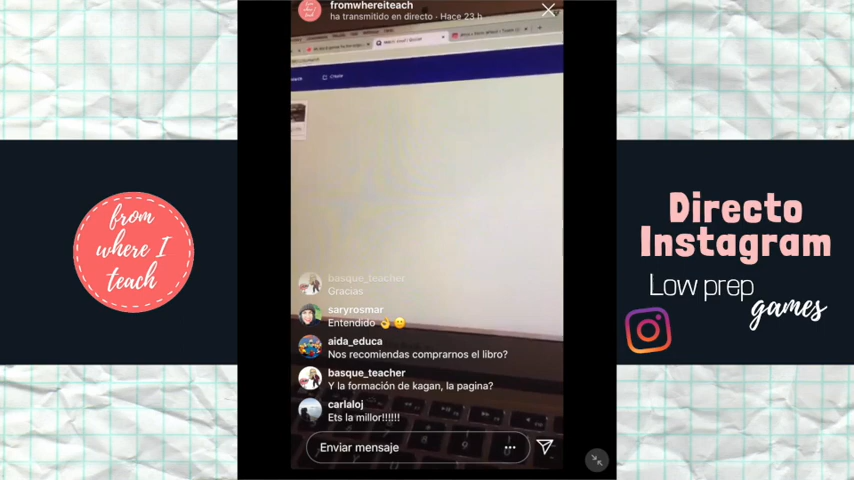 fromwhereiteach
ha transmitido en directo · Hace 23 h
Create
basque_teacher
Gracias
saryrosmar
Entendido 👌🙂
aida_educa
Nos recomiendas comprarnos el libro?
basque_teacher
Y la formación de kagan, la pagina?
carlaloj
Ets la millor!!!!!!
Enviar mensaje
from
where I
teach
Directo
Instagram
Low prep
games